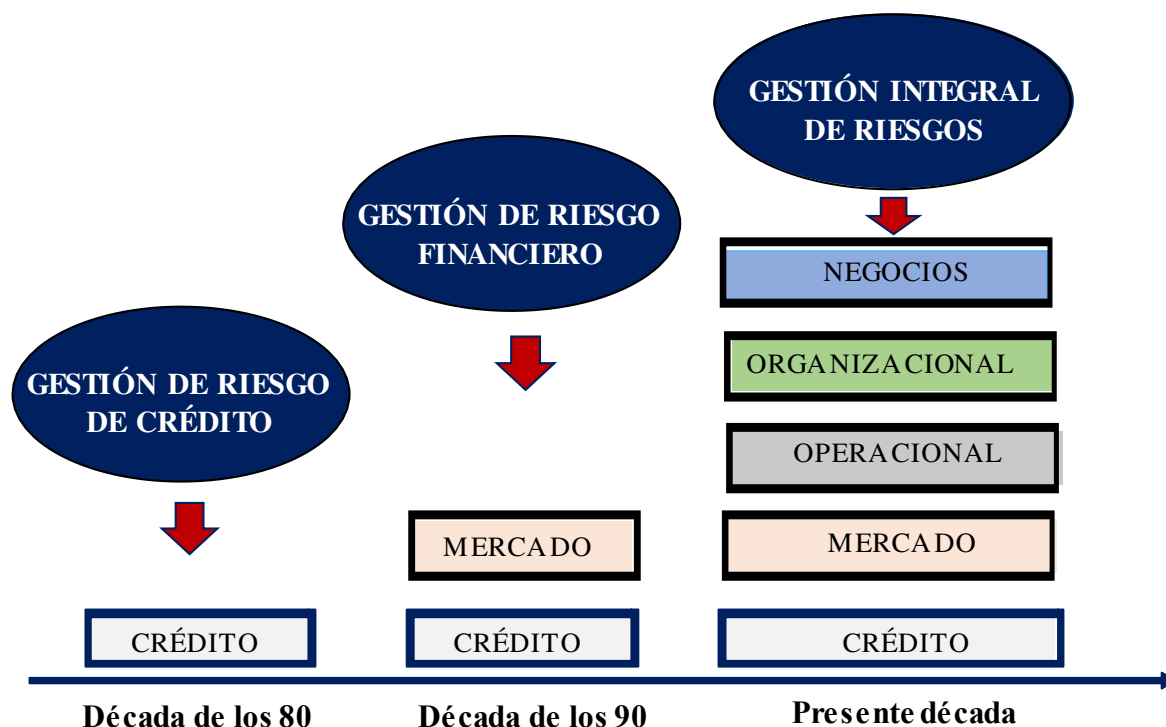 GESTIÓN INTEGRAL
DE RIESGOS
GESTIÓN DE RIESGO
FINANCIERO
GESTIÓN DE RIESGO
DE CRÉDITO
NEGOCIOS
ORGANIZACIONAL
OPERACIONAL
MERCADO
MERCADO
CRÉDITO
CRÉDITO
CRÉDITO
Década de los 80
Década de los 90
Presente década